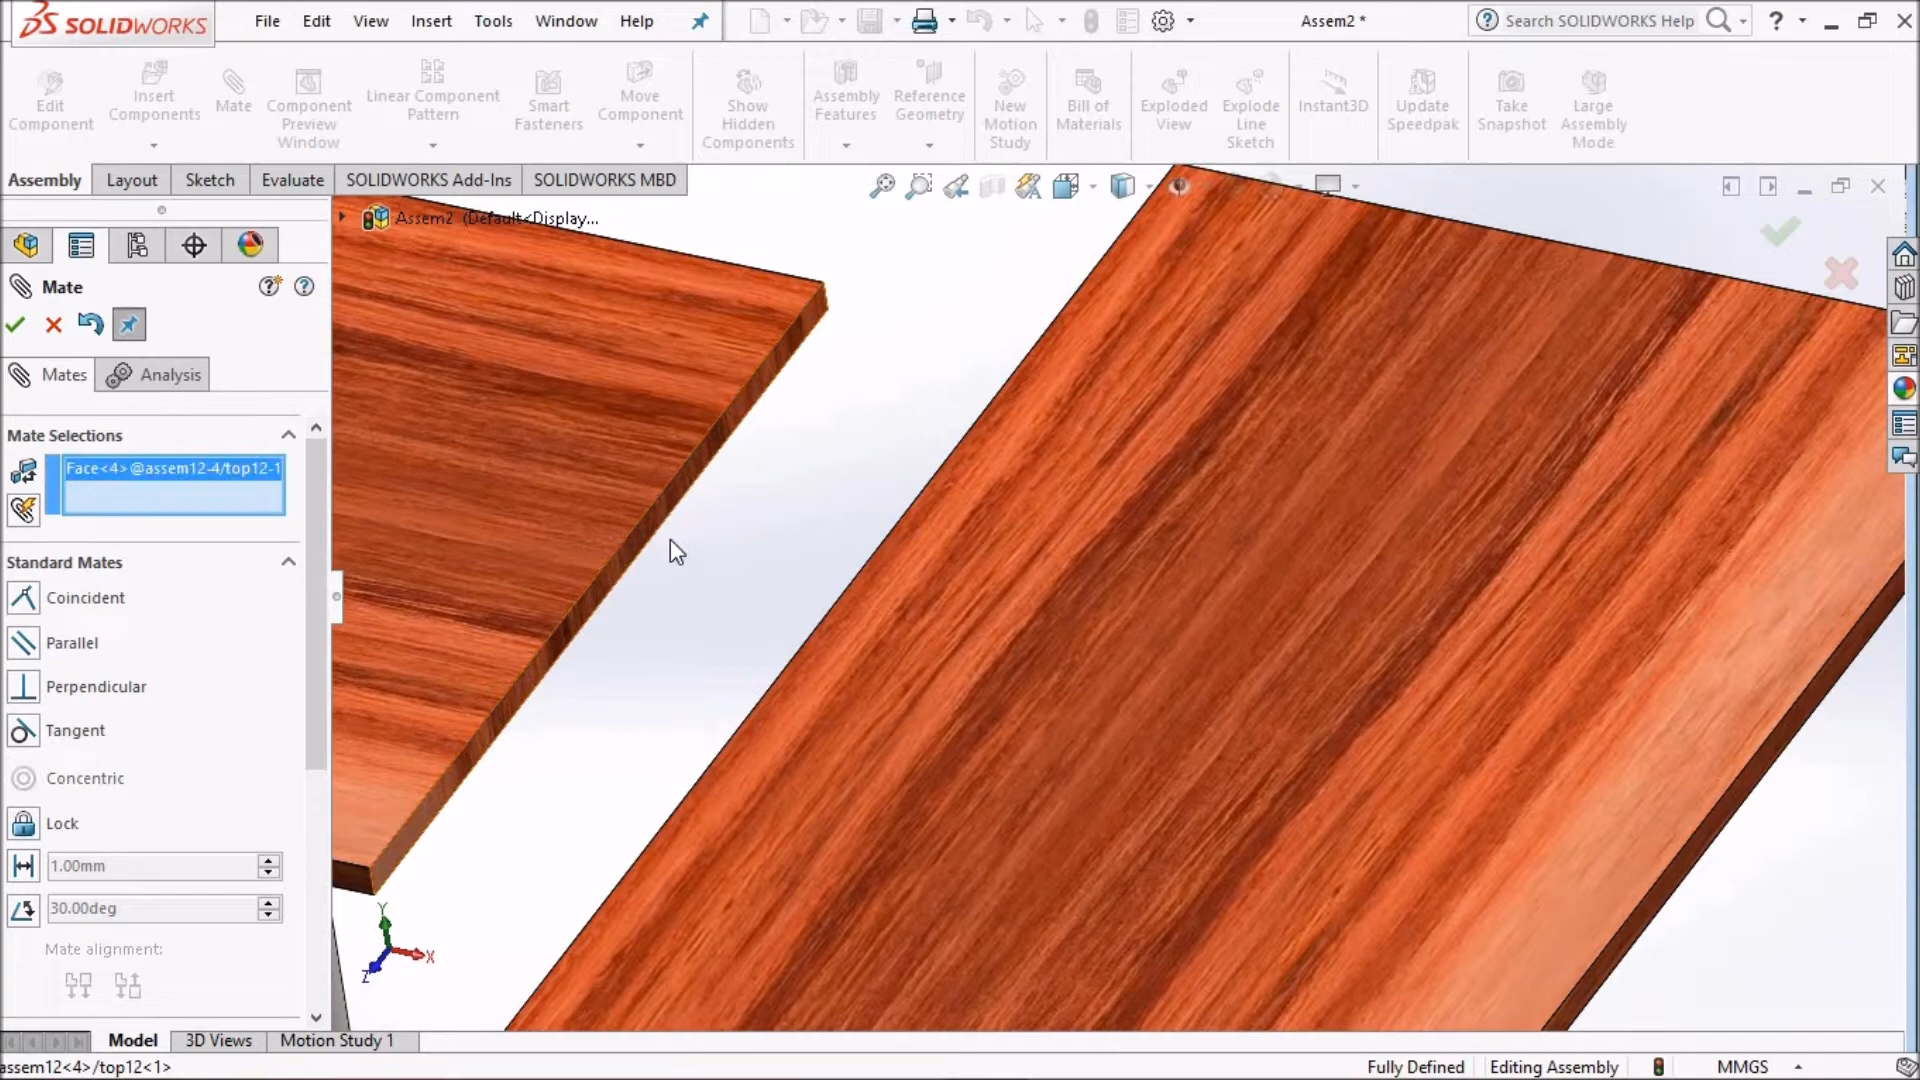 SOLIDWORKS
File Edit View Insert Tools Window Help
Assem2 *
Search SOLIDWORKS Help
Edit Component
Insert Components
Mate
Component Preview Window
Linear Component Pattern
Smart Fasteners
Move Component
Show Hidden Components
Assembly Features
Reference Geometry
New Motion Study
Bill of Materials
Exploded View
Explode Line Sketch
Instant3D
Update Speedpak
Take Snapshot
Large Assembly Mode
Assembly Layout Sketch Evaluate SOLIDWORKS Add-Ins SOLIDWORKS MBD
Assem2 (Default<Display...
Mate
Mates Analysis
Mate Selections
Face<4>@assem12-4/top12-1
Standard Mates
Coincident
Parallel
Perpendicular
Tangent
Concentric
Lock
1.00mm
30.00deg
Mate alignment:
Y
X
Z
Model 3D Views Motion Study 1
assem12<4>/top12<1>
Fully Defined Editing Assembly MMGS